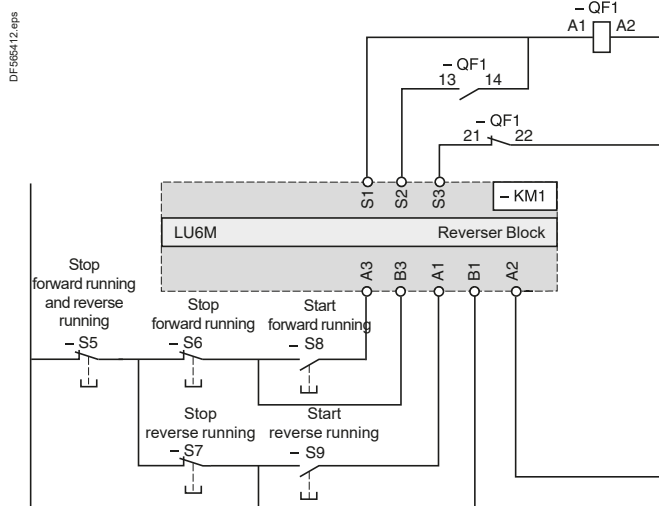 DF565412.eps
– QF1
A1
A2
– QF1
13
14
– QF1
21
22
S1
S2
S3
– KM1
LU6M
Reverser Block
A3
B3
A1
B1
A2
Stop
forward running
and reverse
running
– S5
Stop
forward running
– S6
Start
forward running
– S8
Stop
reverse running
– S7
Start
reverse running
– S9